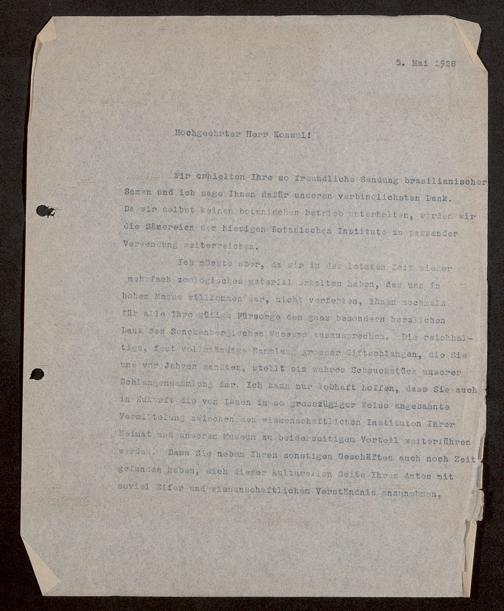 5. Mai 1928
Hochgeehrter Herr Konsul!
Wir erhielten Ihre so freundliche Sendung brasilianischer
Samen und ich sage Ihnen dafür unseren verbindlichsten Dank.
Da wir selbst keinen botanischen Betrieb unterhalten, werden wir
die Sämereien dem hiesigen Botanischen Institute zu passender
Verwendung weiterreichen.
Ich möchte aber, da wir in der letzten Zeit wieder
mehrfach zoologisches Material erhalten haben, das uns in
hohem Masse willkommen war, nicht verfehlen, Ihnen nochmals
für alle Ihre gütige Fürsorge den ganz besonders herzlichen
Dank des Senckenbergischen Museums auszusprechen. Die reichhal-
tige, fast vollständige Sammlung grosser Giftschlangen, die Sie
uns vor Jahren sandten, stellt ein wahres Schmuckstück unserer
Schlangensammlung dar. Ich kann nur lebhaft hoffen, dass Sie auch
in Zukunft die von Ihnen in so grosszügiger Weise angebahnte
Vermittelung zwischen den wissenschaftlichen Instituten Ihrer
Heimat und unserem Museum zu beiderseitigem Vorteil weiterführen
werden. Dass Sie neben Ihren sonstigen Geschäften auch noch Zeit
gefunden haben, sich dieser kulturellen Seite Ihres Amtes mit
soviel Eifer und wissenschaftlichem Verständnis anzunehmen,